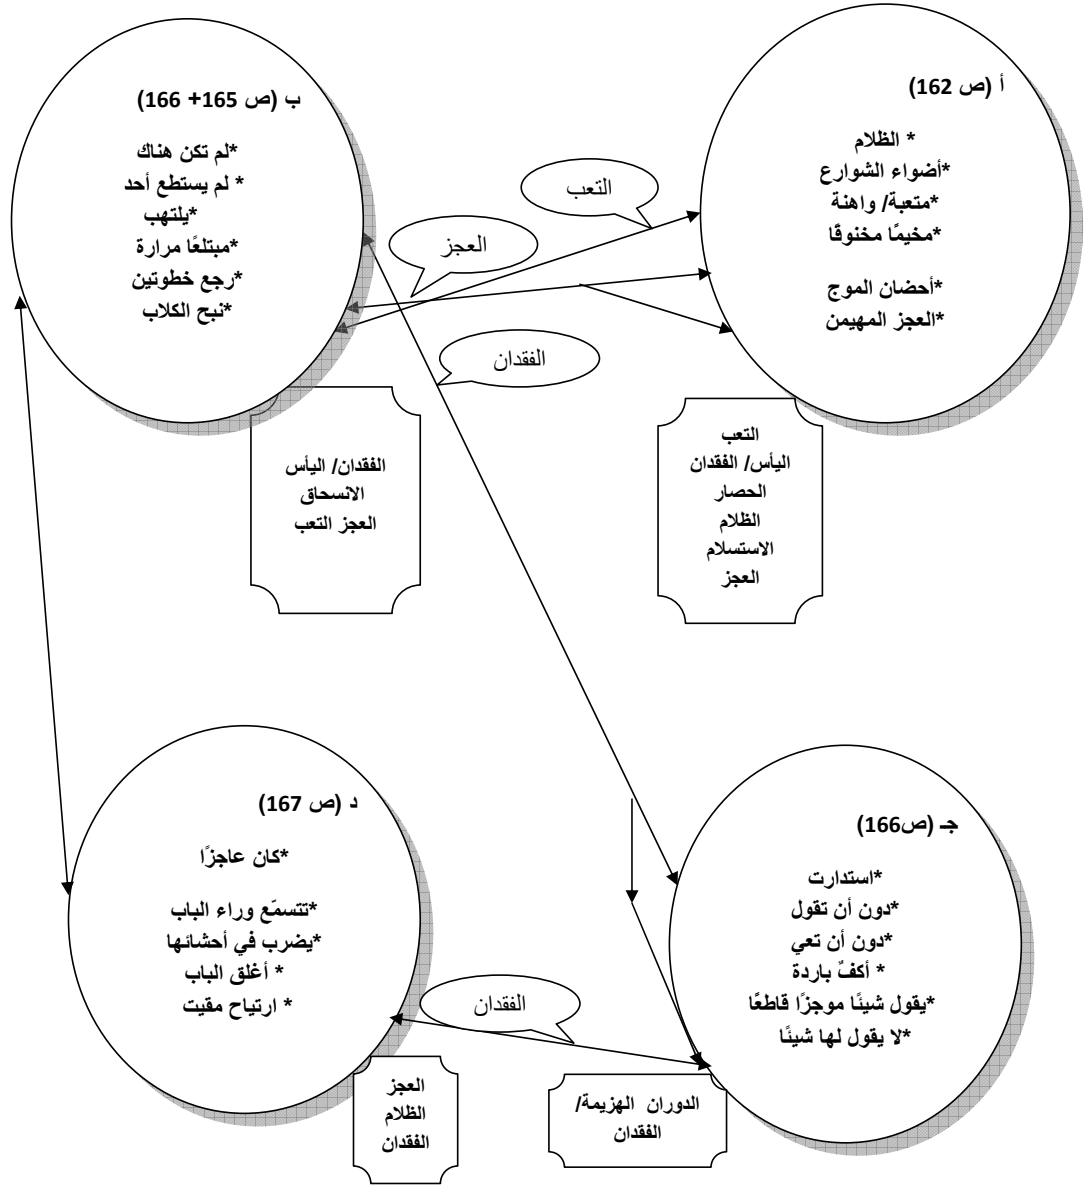 أ (ص 162)
* الظلام
*أضواء الشوارع
*متعبة/ واهنة
*مخيمًا مخنوقًا
*أحضان الموج
*العجز المهيمن
ب (ص 165+ 166)
*لم تكن هناك
* لم يستطع أحد
*يلتهب
*مبتلعًا مرارة
*رجع خطوتين
*نبح الكلاب
التعب
العجز
الفقدان
التعب
اليأس/ الفقدان
الحصار
الظلام
الاستسلام
العجز
الفقدان/ اليأس
الانسحاق
العجز التعب
جـ (ص166)
*استدارت
*دون أن تقول
*دون أن تعي
* أكفٌ باردة
*يقول شيئًا موجزًا قاطعًا
*لا يقول لها شيئًا
د (ص 167)
*كان عاجزًا
*تتسمّع وراء الباب
*يضرب في أحشائها
* أغلق الباب
* ارتياح مقيت
الفقدان
الدوران الهزيمة/
الفقدان
العجز
الظلام
الفقدان